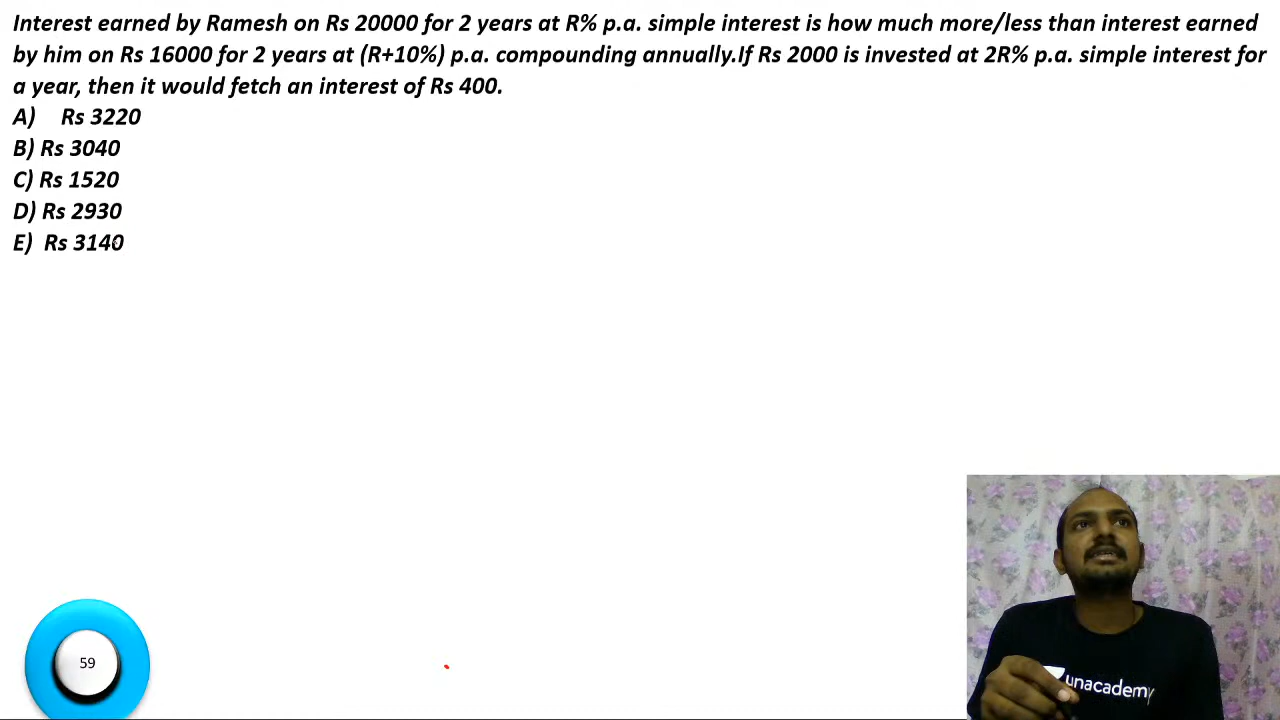 Interest earned by Ramesh on Rs 20000 for 2 years at R% p.a. simple interest is how much more/less than interest earned
by him on Rs 16000 for 2 years at (R+10%) p.a. compounding annually.If Rs 2000 is invested at 2R% p.a. simple interest for
a year, then it would fetch an interest of Rs 400.
A) Rs 3220
B) Rs 3040
C) Rs 1520
D) Rs 2930
E) Rs 3140
59
unacademy